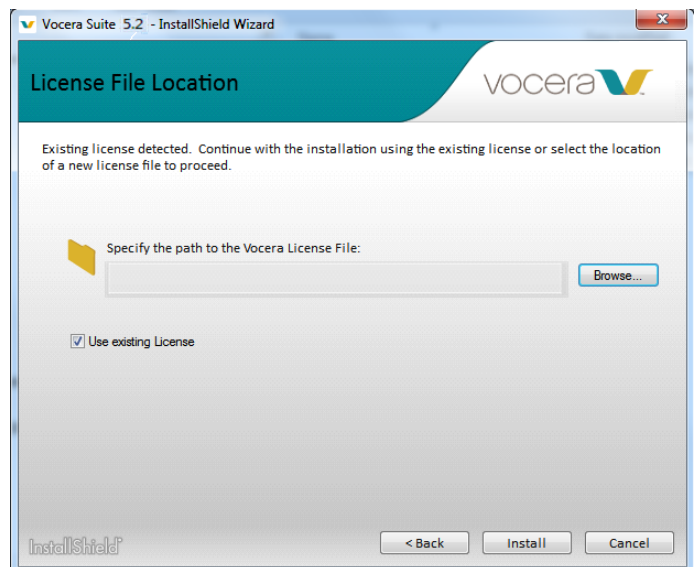 Vocera Suite 5.2 - InstallShield Wizard
License File Location
vocera
Existing license detected. Continue with the installation using the existing license or select the location
of a new license file to proceed.
Specify the path to the Vocera License File:
Browse...
Use existing License
InstallShield
< Back Install Cancel